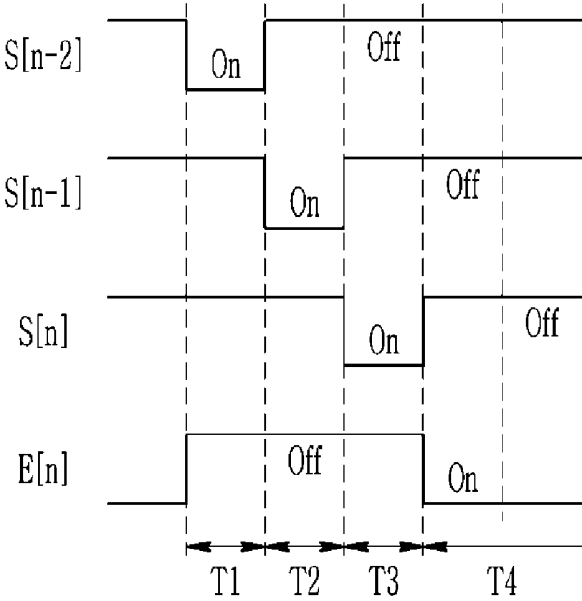 S[n-2]
On
Off
S[n-1]
On
Off
S[n]
On
Off
E[n]
Off
On
T1 T2 T3 T4